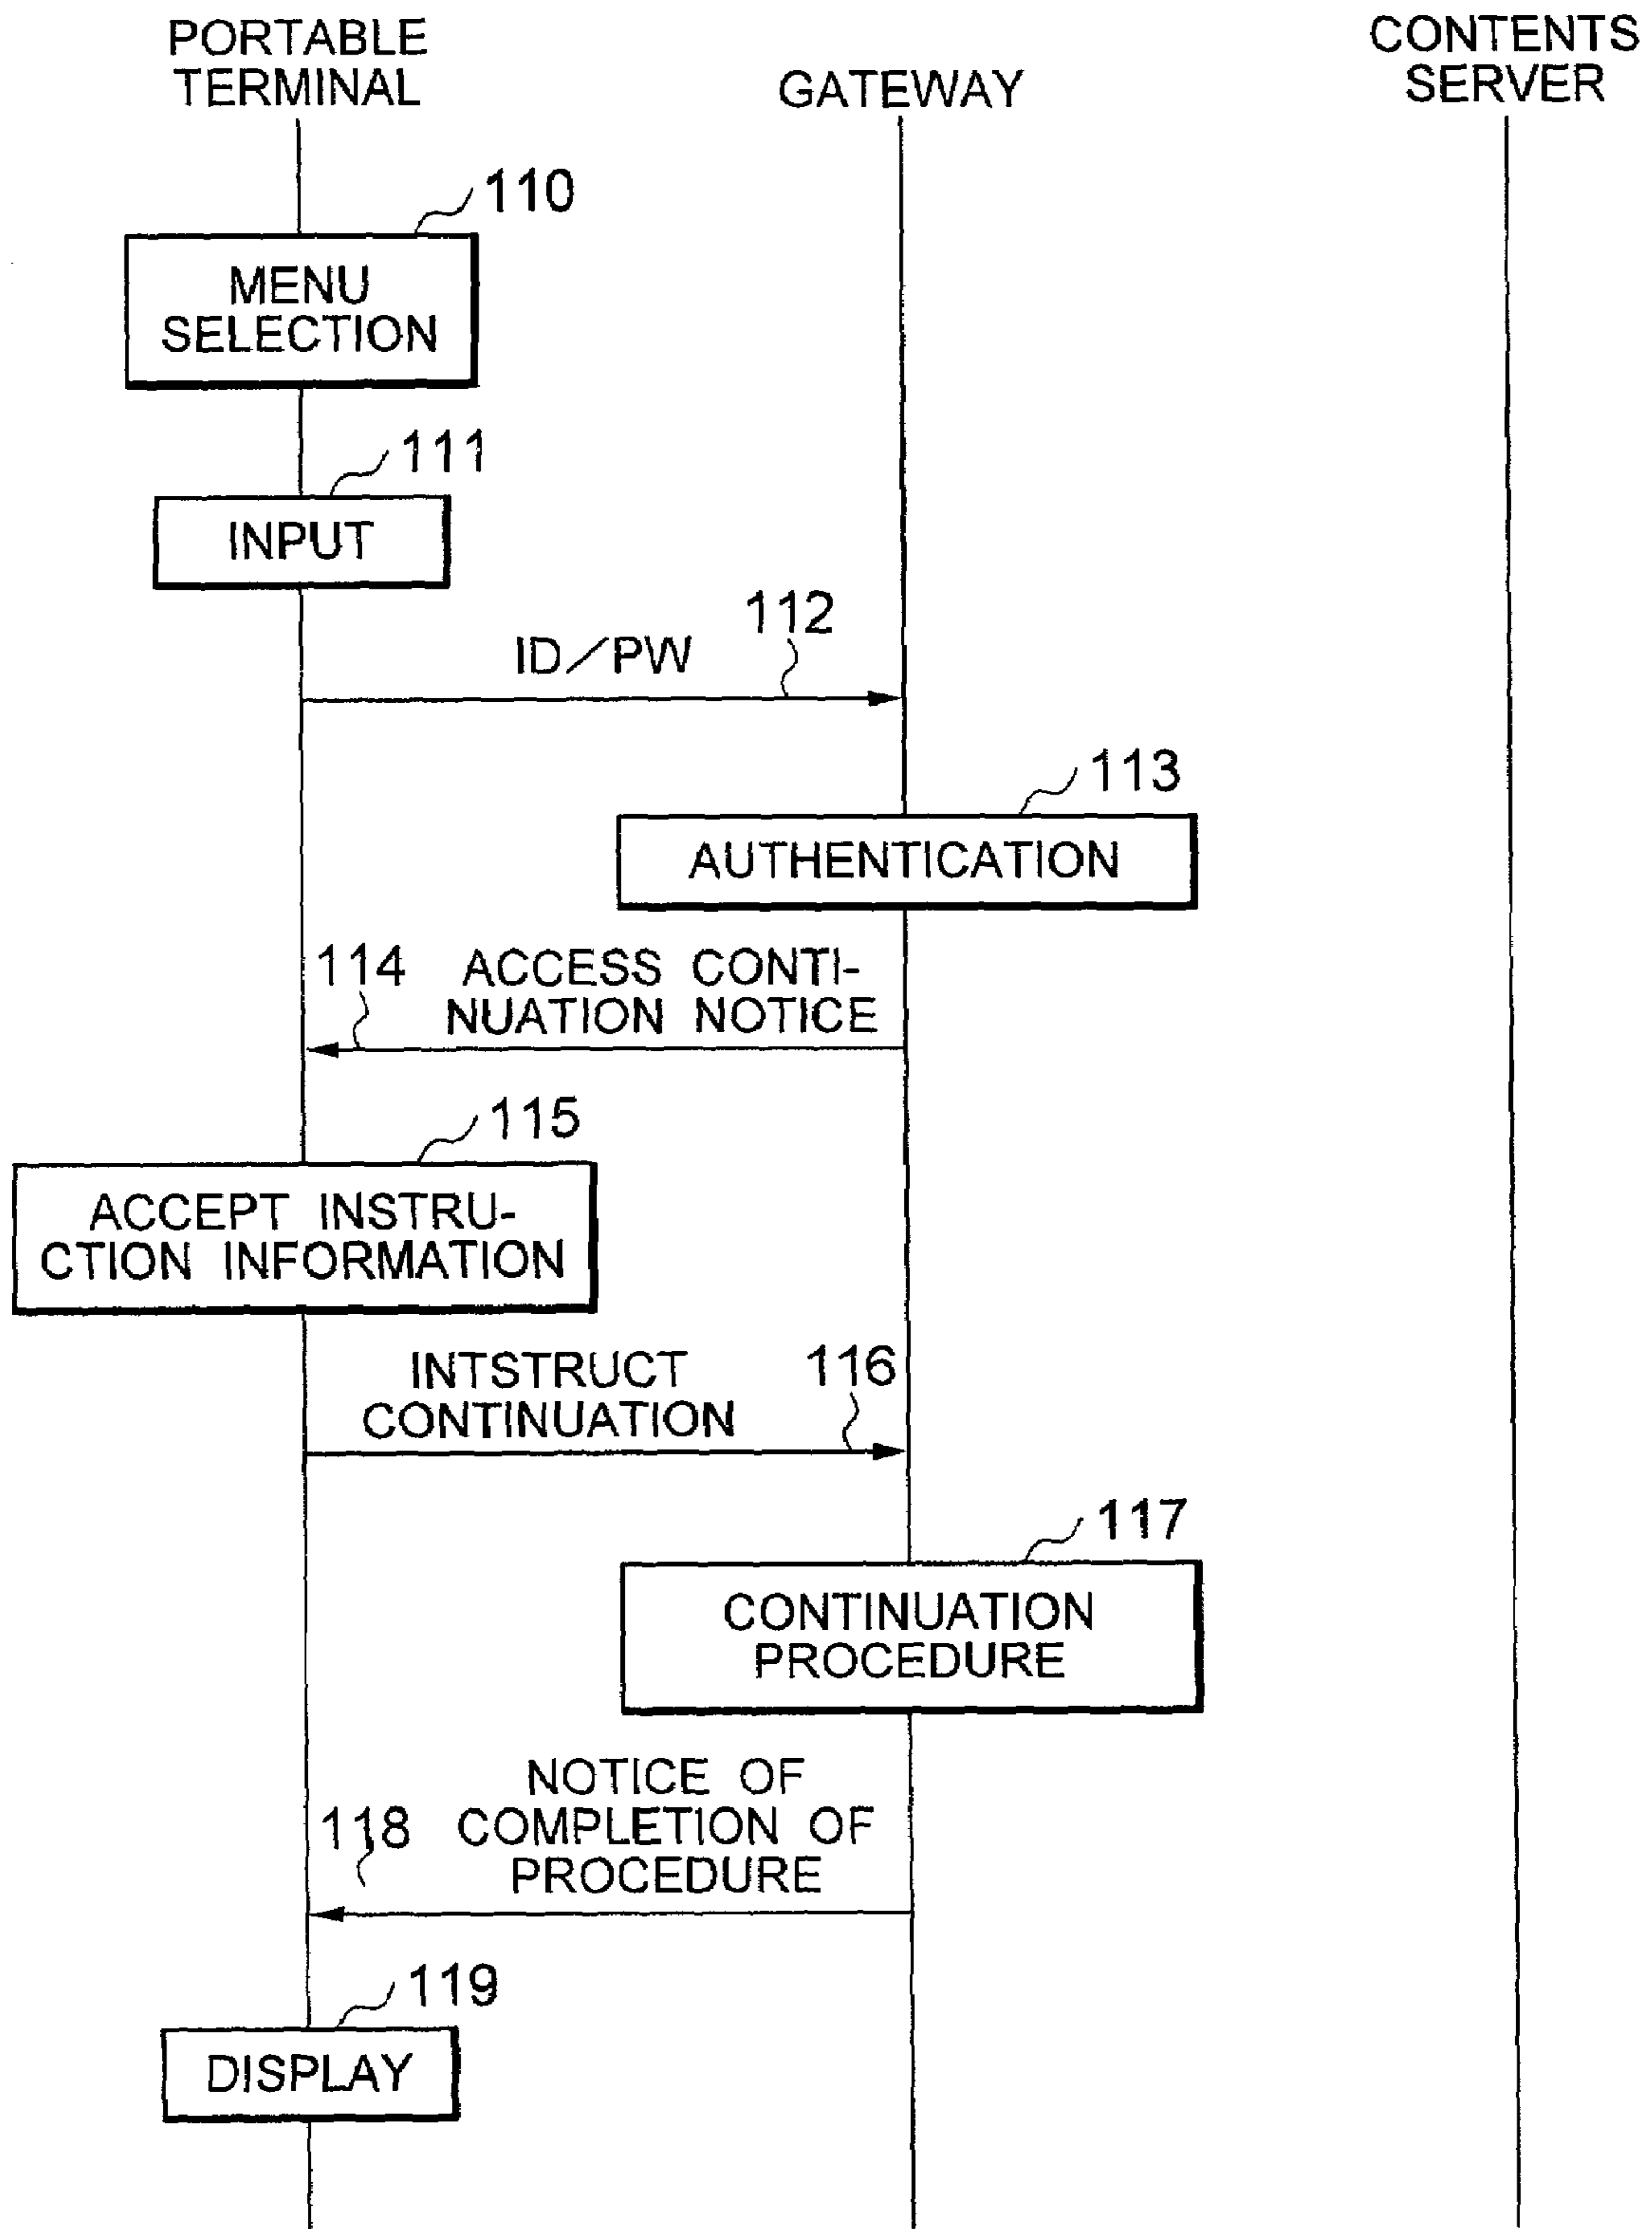 PORTABLE
TERMINAL
GATEWAY
CONTENTS
SERVER
110
MENU
SELECTION
111
INPUT
112
ID/PW
113
AUTHENTICATION
114
ACCESS CONTI-
NUATION NOTICE
115
ACCEPT INSTRU-
CTION INFORMATION
INTSTRUCT
CONTINUATION
116
117
CONTINUATION
PROCEDURE
118
NOTICE OF
COMPLETION OF
PROCEDURE
119
DISPLAY